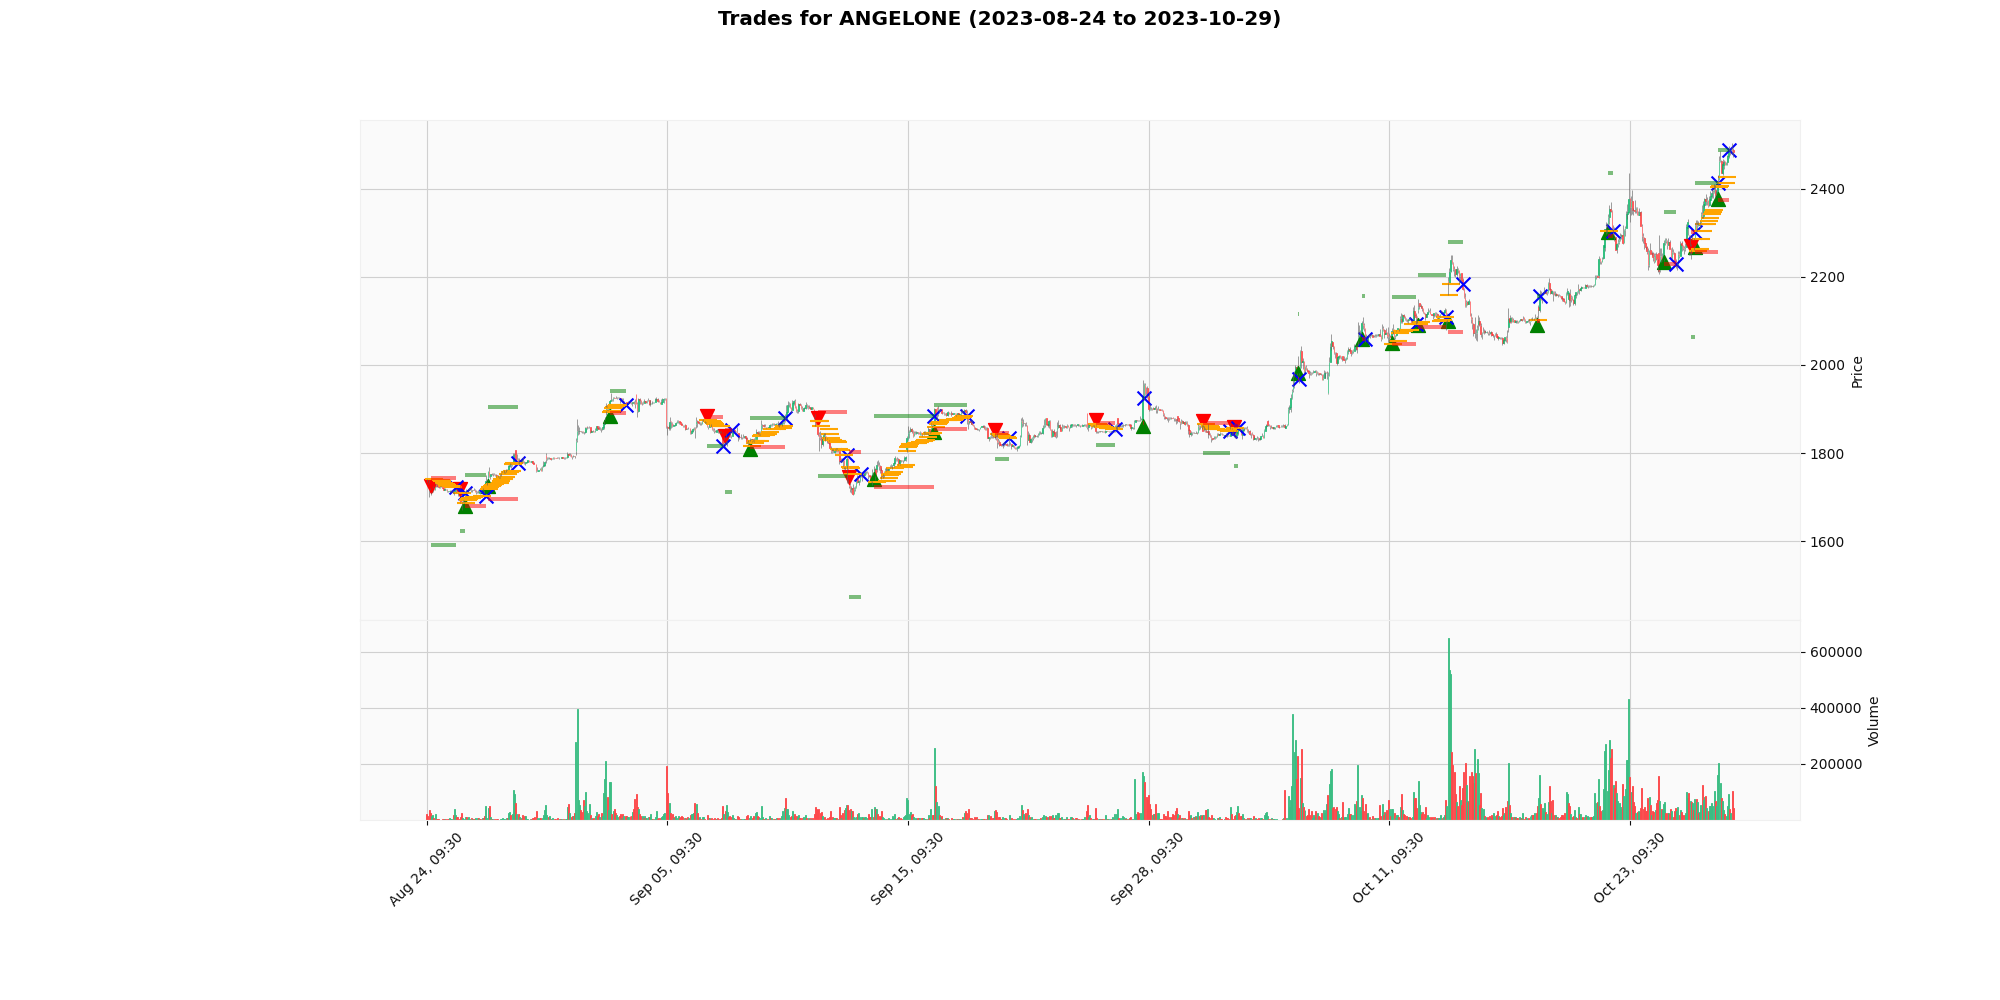 Trades for ANGELONE (2023-08-24 to 2023-10-29)
2400
2200
2000
1800
1600
Price
600000
400000
200000
Volume
Aug 24, 09:30
Sep 05, 09:30
Sep 15, 09:30
Sep 28, 09:30
Oct 11, 09:30
Oct 23, 09:30